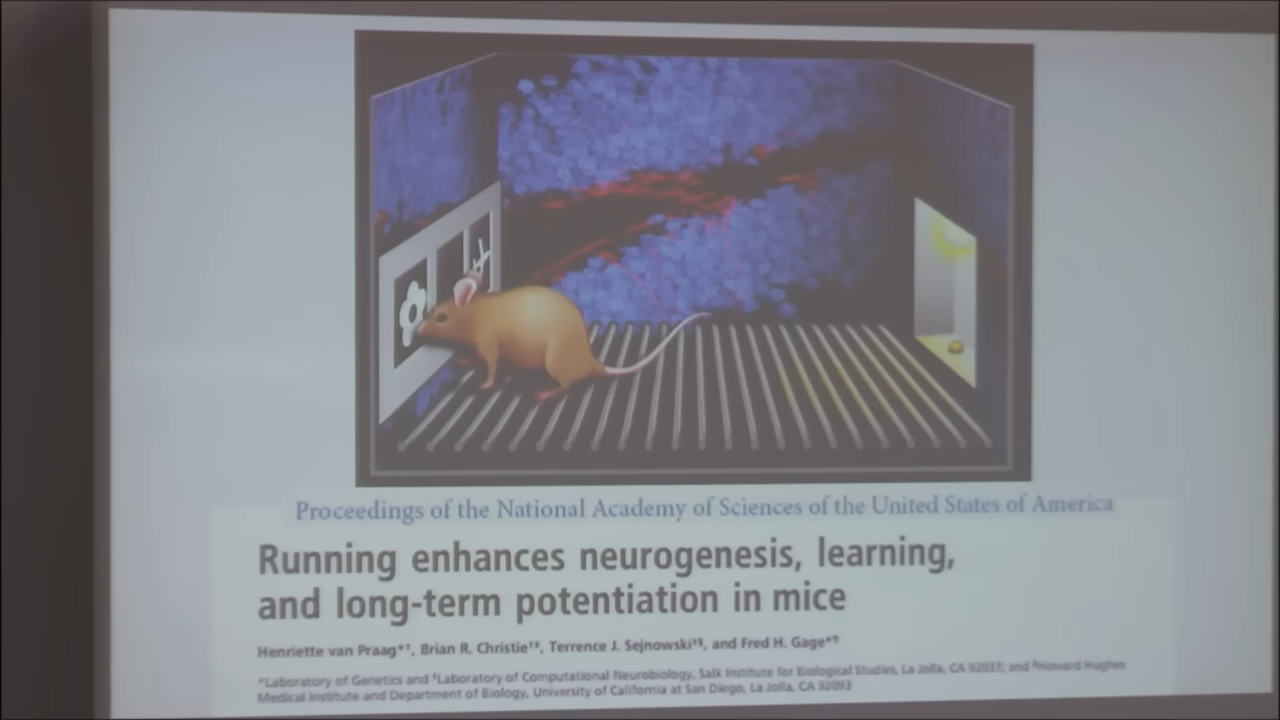 Proceedings of the National Academy of Sciences of the United States of America
Running enhances neurogenesis, learning,
and long-term potentiation in mice
Henriette van Praag*†, Brian R. Christie†‡, Terrence J. Sejnowski‡§, and Fred H. Gage*¶
*Laboratory of Genetics and ‡Laboratory of Computational Neurobiology, Salk Institute for Biological Studies, La Jolla, CA 92037; and §Howard Hughes
Medical Institute and Department of Biology, University of California at San Diego, La Jolla, CA 92093